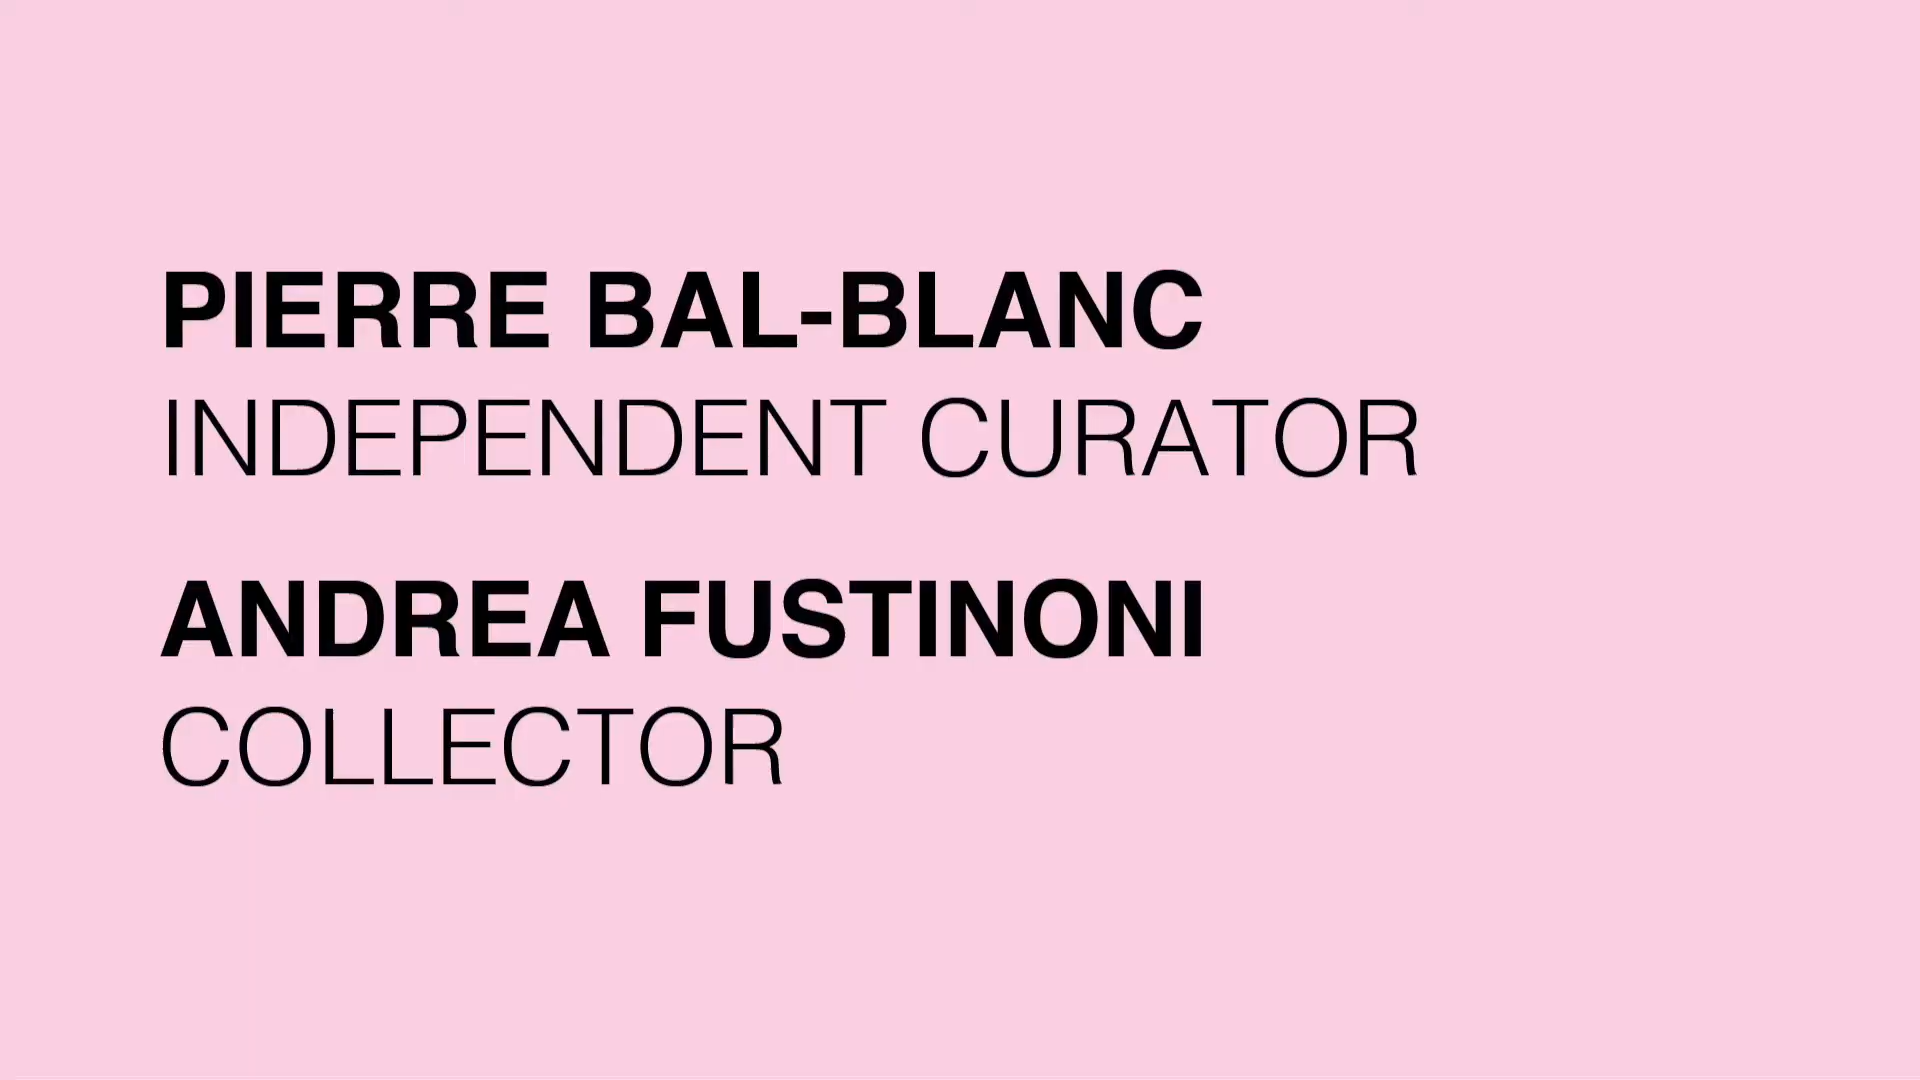 PIERRE BAL-BLANC
INDEPENDENT CURATOR
ANDREA FUSTINONI
COLLECTOR